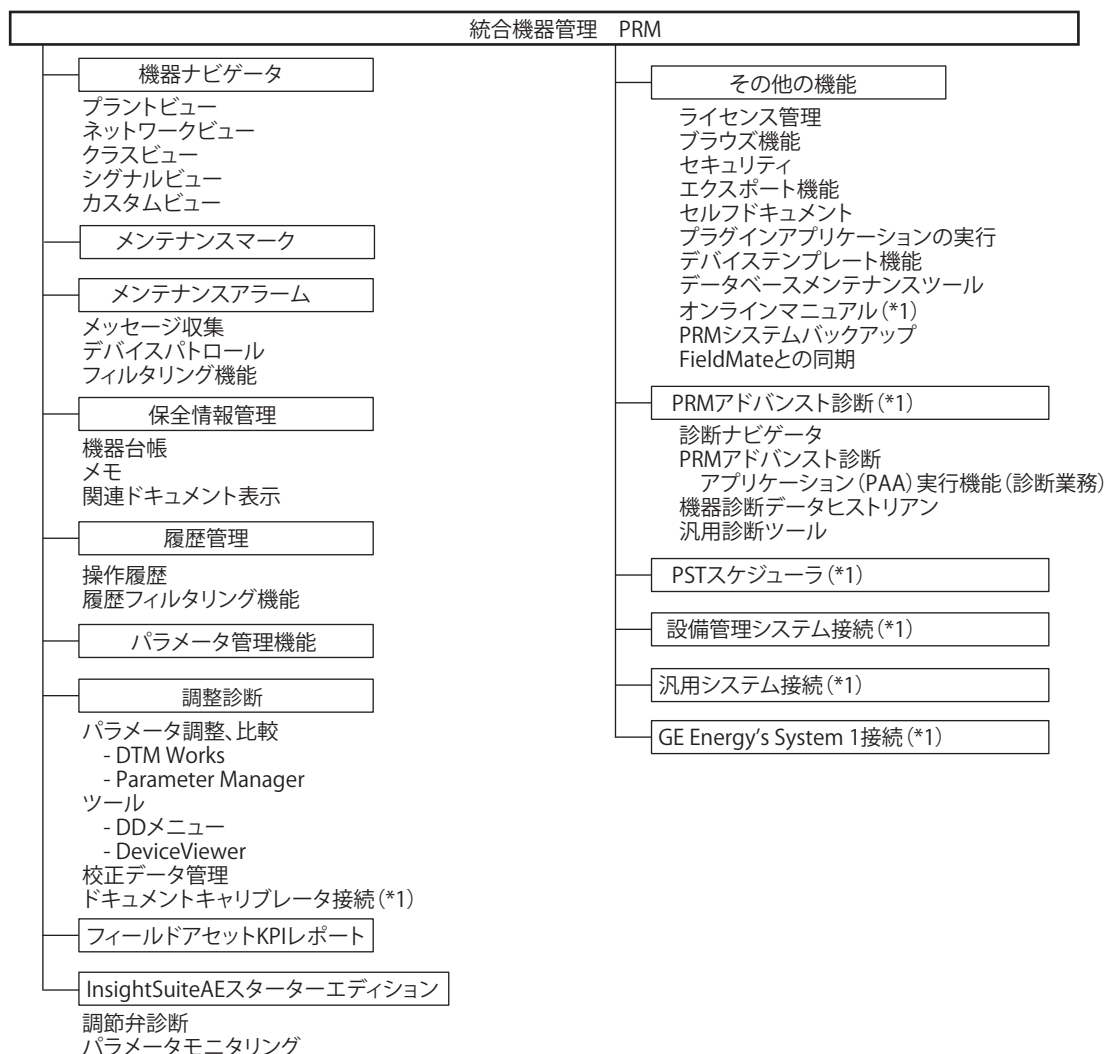 統合機器管理　PRM
機器ナビゲータ
プラントビュー
ネットワークビュー
クラスビュー
シグナルビュー
カスタムビュー
メンテナンスマーク
メンテナンスアラーム
メッセージ収集
デバイスパトロール
フィルタリング機能
保全情報管理
機器台帳
メモ
関連ドキュメント表示
履歴管理
操作履歴
履歴フィルタリング機能
パラメータ管理機能
調整診断
パラメータ調整、比較
- DTM Works
- Parameter Manager
ツール
- DDメニュー
- DeviceViewer
校正データ管理
ドキュメントキャリブレータ接続(*1)
フィールドアセットKPIレポート
InsightSuiteAEスターターエディション
調節弁診断
パラメータモニタリング
その他の機能
ライセンス管理
ブラウズ機能
セキュリティ
エクスポート機能
セルフドキュメント
プラグインアプリケーションの実行
デバイステンプレート機能
データベースメンテナンスツール
オンラインマニュアル(*1)
PRMシステムバックアップ
FieldMateとの同期
PRMアドバンスト診断(*1)
診断ナビゲータ
PRMアドバンスト診断
アプリケーション(PAA)実行機能(診断業務)
機器診断データヒストリアン
汎用診断ツール
PSTスケジューラ(*1)
設備管理システム接続(*1)
汎用システム接続(*1)
GE Energy's System 1接続(*1)